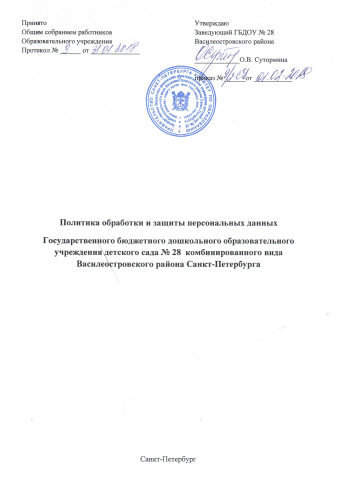 Принято
Общим собранием работников
Образовательного учреждения
Протокол № 3 от 31.01.2018
Утверждаю
Заведующий ГБДОУ № 28
Василеостровского района
О.В. Сутормина
приказ № от 01.02.2018
Политика обработки и защиты персональных данных
Государственного бюджетного дошкольного образовательного
учреждения детского сада № 28 комбинированного вида
Василеостровского района Санкт-Петербурга
Санкт-Петербург